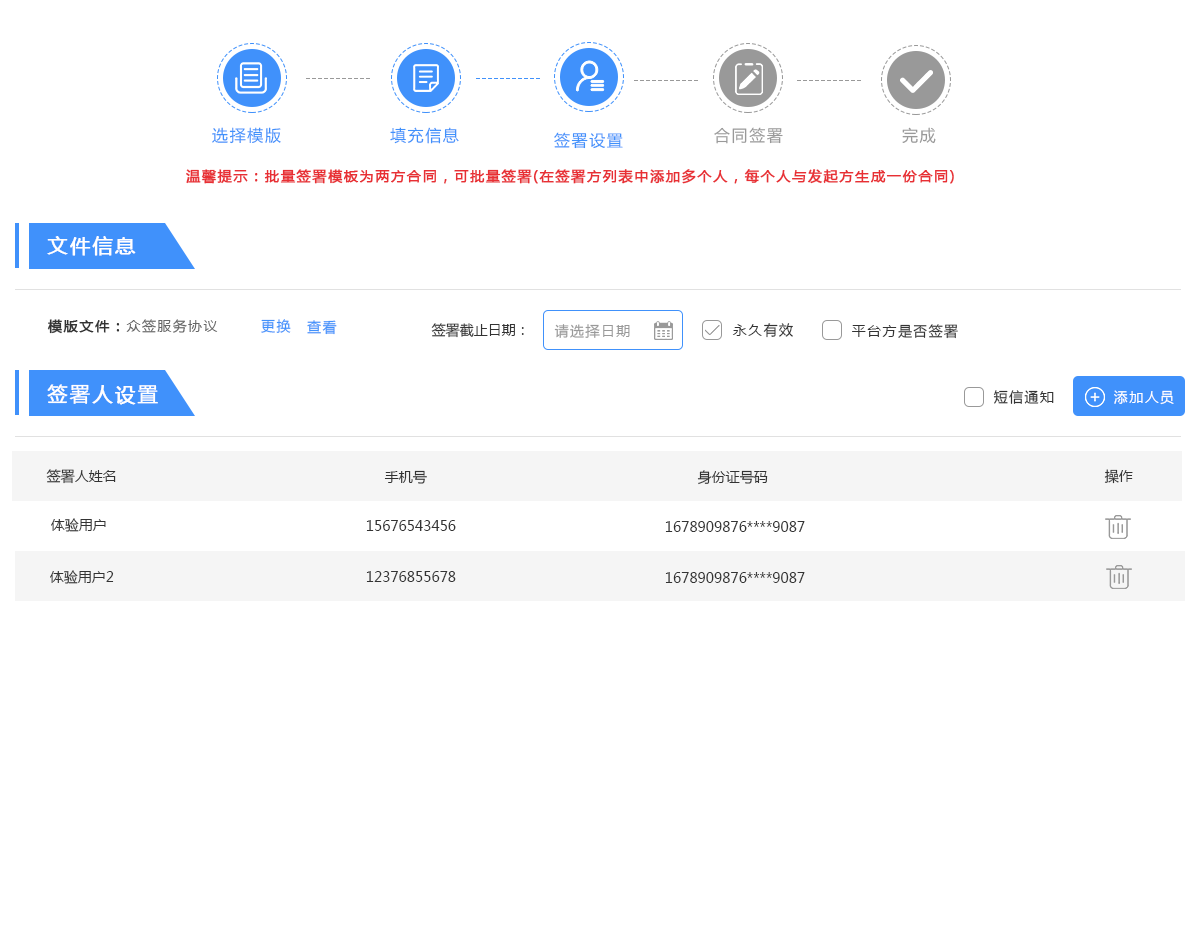 选择模版 填充信息 签署设置 合同签署 完成
温馨提示：批量签署模板为两方合同，可批量签署(在签署方列表中添加多个人，每个人与发起方生成一份合同)
文件信息
模版文件：众签服务协议 更换 查看 签署截止日期： 请选择日期 永久有效 平台方是否签署
签署人设置 短信通知 添加人员
签署人姓名 手机号 身份证号码 操作
体验用户 15676543456 1678909876****9087
体验用户2 12376855678 1678909876****9087